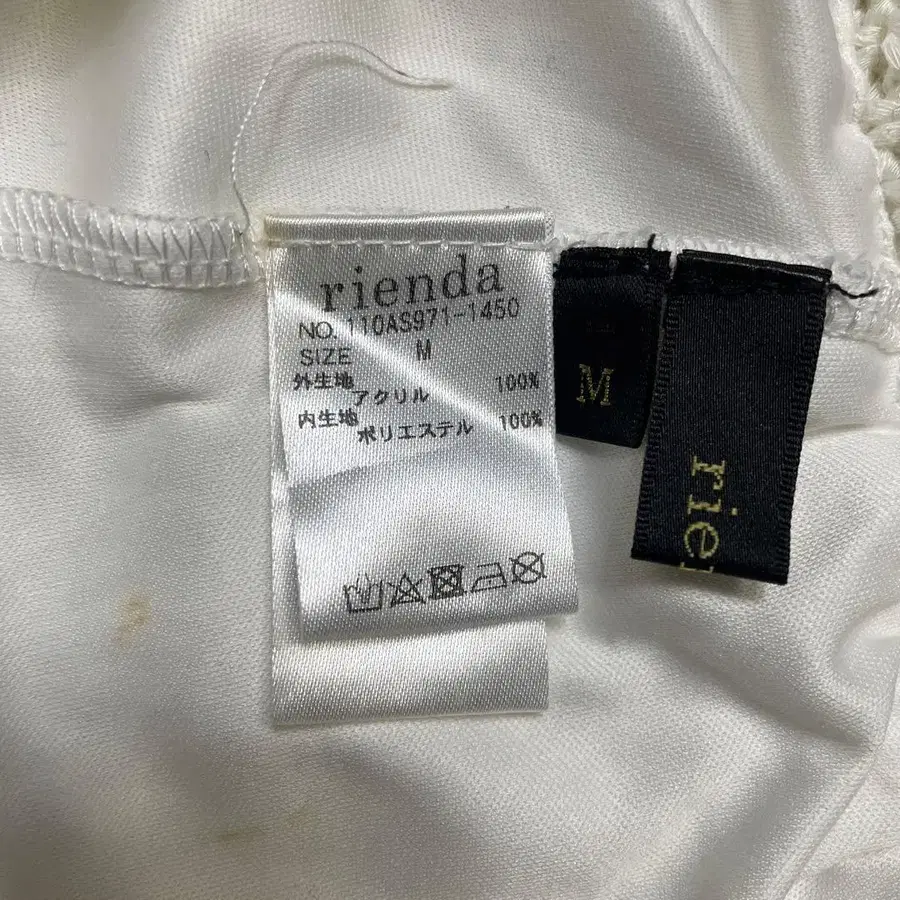 rienda
NO. 110AS971-1450
SIZE M
外生地
アクリル 100%
内生地
ポリエステル 100%
M
rie